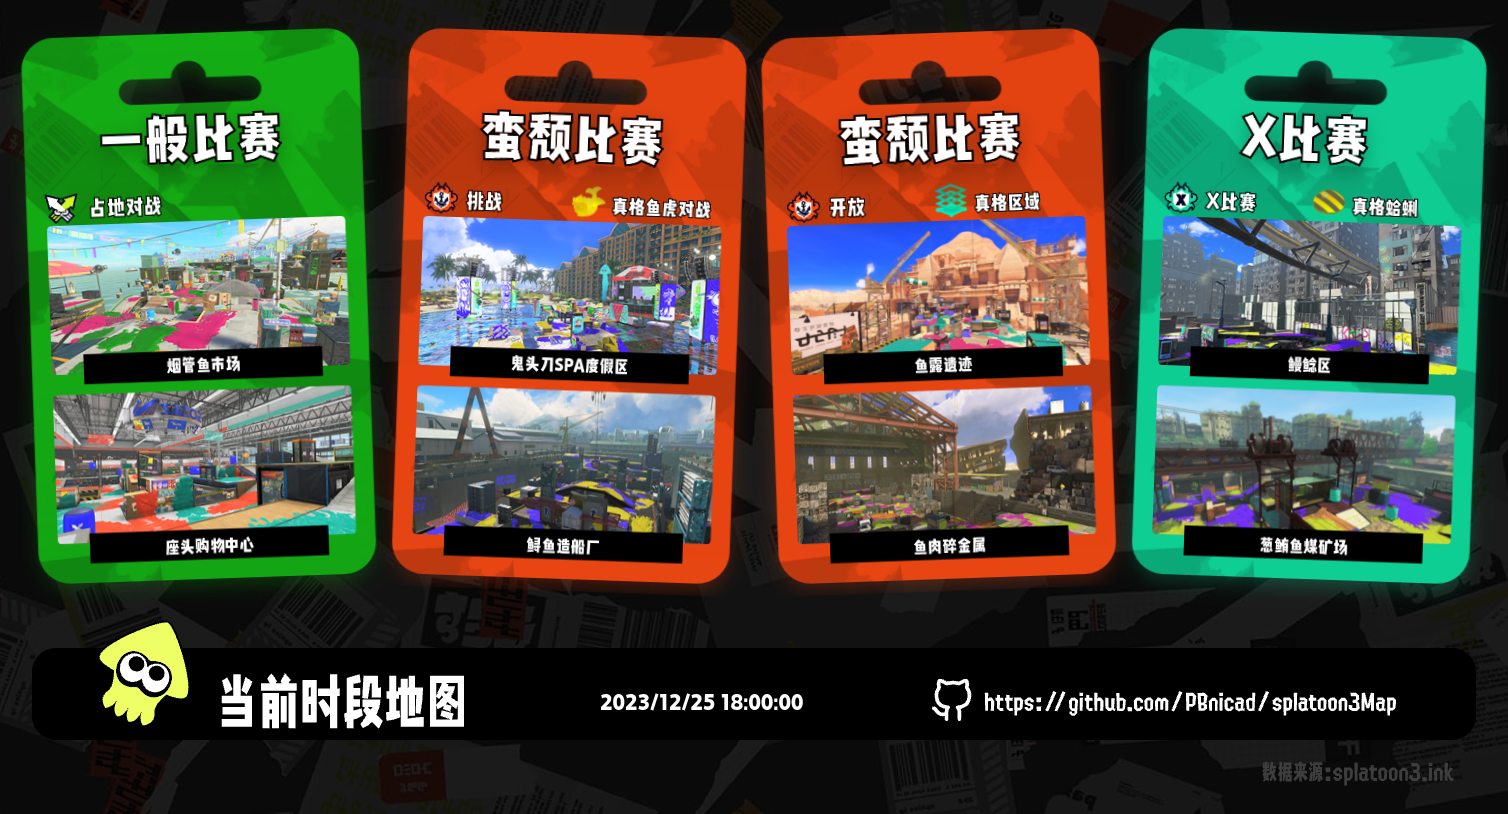 一般比赛
占地对战
烟管鱼市场
座头购物中心
蛮颓比赛
挑战
真格鱼虎对战
鬼头刀SPA度假区
鲟鱼造船厂
蛮颓比赛
开放
真格区域
鱼露遗迹
鱼肉碎金属
X比赛
X比赛
真格蛤蜊
鳗鲶区
葱鲔鱼煤矿场
当前时段地图
2023/12/25 18:00:00
https://github.com/PBnicad/splatoon3Map
数据来源:splatoon3.ink